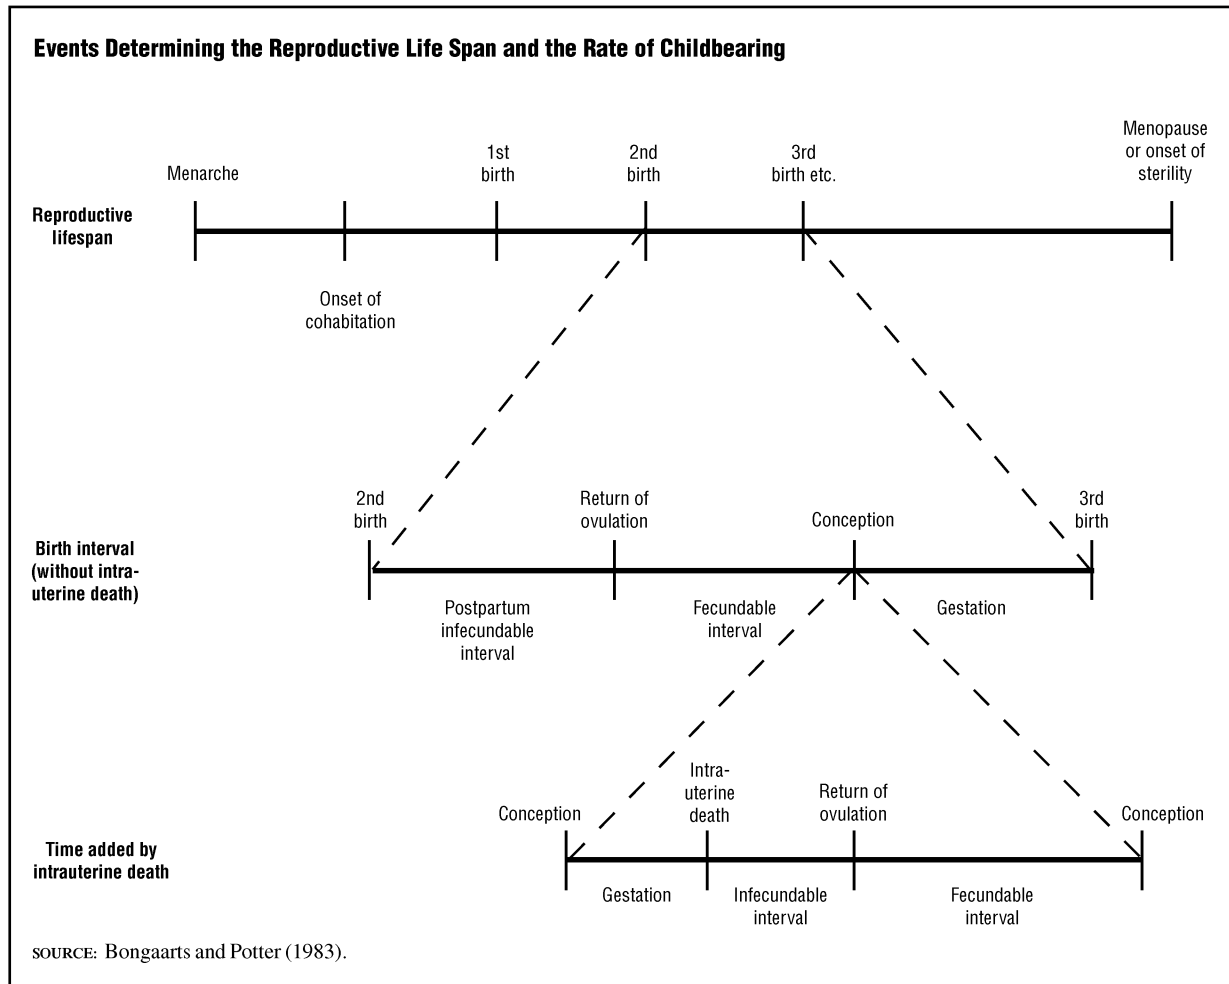 Events Determining the Reproductive Life Span and the Rate of Childbearing
Menarche
1st
birth
2nd
birth
3rd
birth etc.
Menopause
or onset of
sterility
Reproductive
lifespan
Onset of
cohabitation
2nd
birth
Return of
ovulation
Conception
3rd
birth
Birth interval
(without intra-
uterine death)
Postpartum
infecundable
interval
Fecundable
interval
Gestation
Conception
Intra-
uterine
death
Return of
ovulation
Conception
Time added by
intrauterine death
Gestation
Infecundable
interval
Fecundable
interval
SOURCE: Bongaarts and Potter (1983).